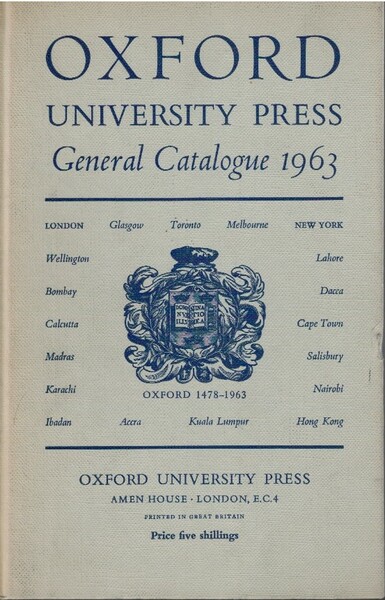 OXFORD
UNIVERSITY PRESS
General Catalogue 1963
LONDON Glasgow Toronto Melbourne NEW YORK
Wellington Lahore
Bombay Dacca
Calcutta Cape Town
Madras Salisbury
Karachi Nairobi
OXFORD 1478–1963
Ibadan Accra Kuala Lumpur Hong Kong
OXFORD UNIVERSITY PRESS
AMEN HOUSE · LONDON, E.C.4
PRINTED IN GREAT BRITAIN
Price five shillings